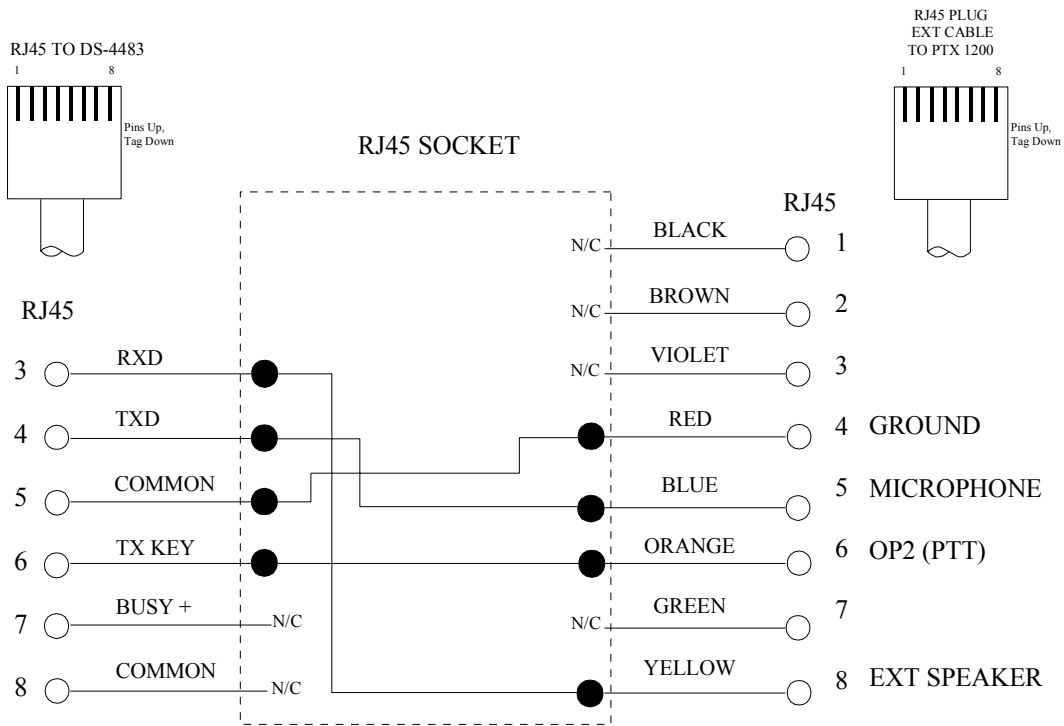 RJ45 TO DS-4483
1 8
Pins Up,
Tag Down
RJ45 PLUG
EXT CABLE
TO PTX 1200
1 8
Pins Up,
Tag Down
RJ45 SOCKET
RJ45
3 RXD
4 TXD
5 COMMON
6 TX KEY
7 BUSY + N/C
8 COMMON N/C
RJ45
N/C BLACK 1
N/C BROWN 2
N/C VIOLET 3
RED 4 GROUND
BLUE 5 MICROPHONE
ORANGE 6 OP2 (PTT)
N/C GREEN 7
YELLOW 8 EXT SPEAKER